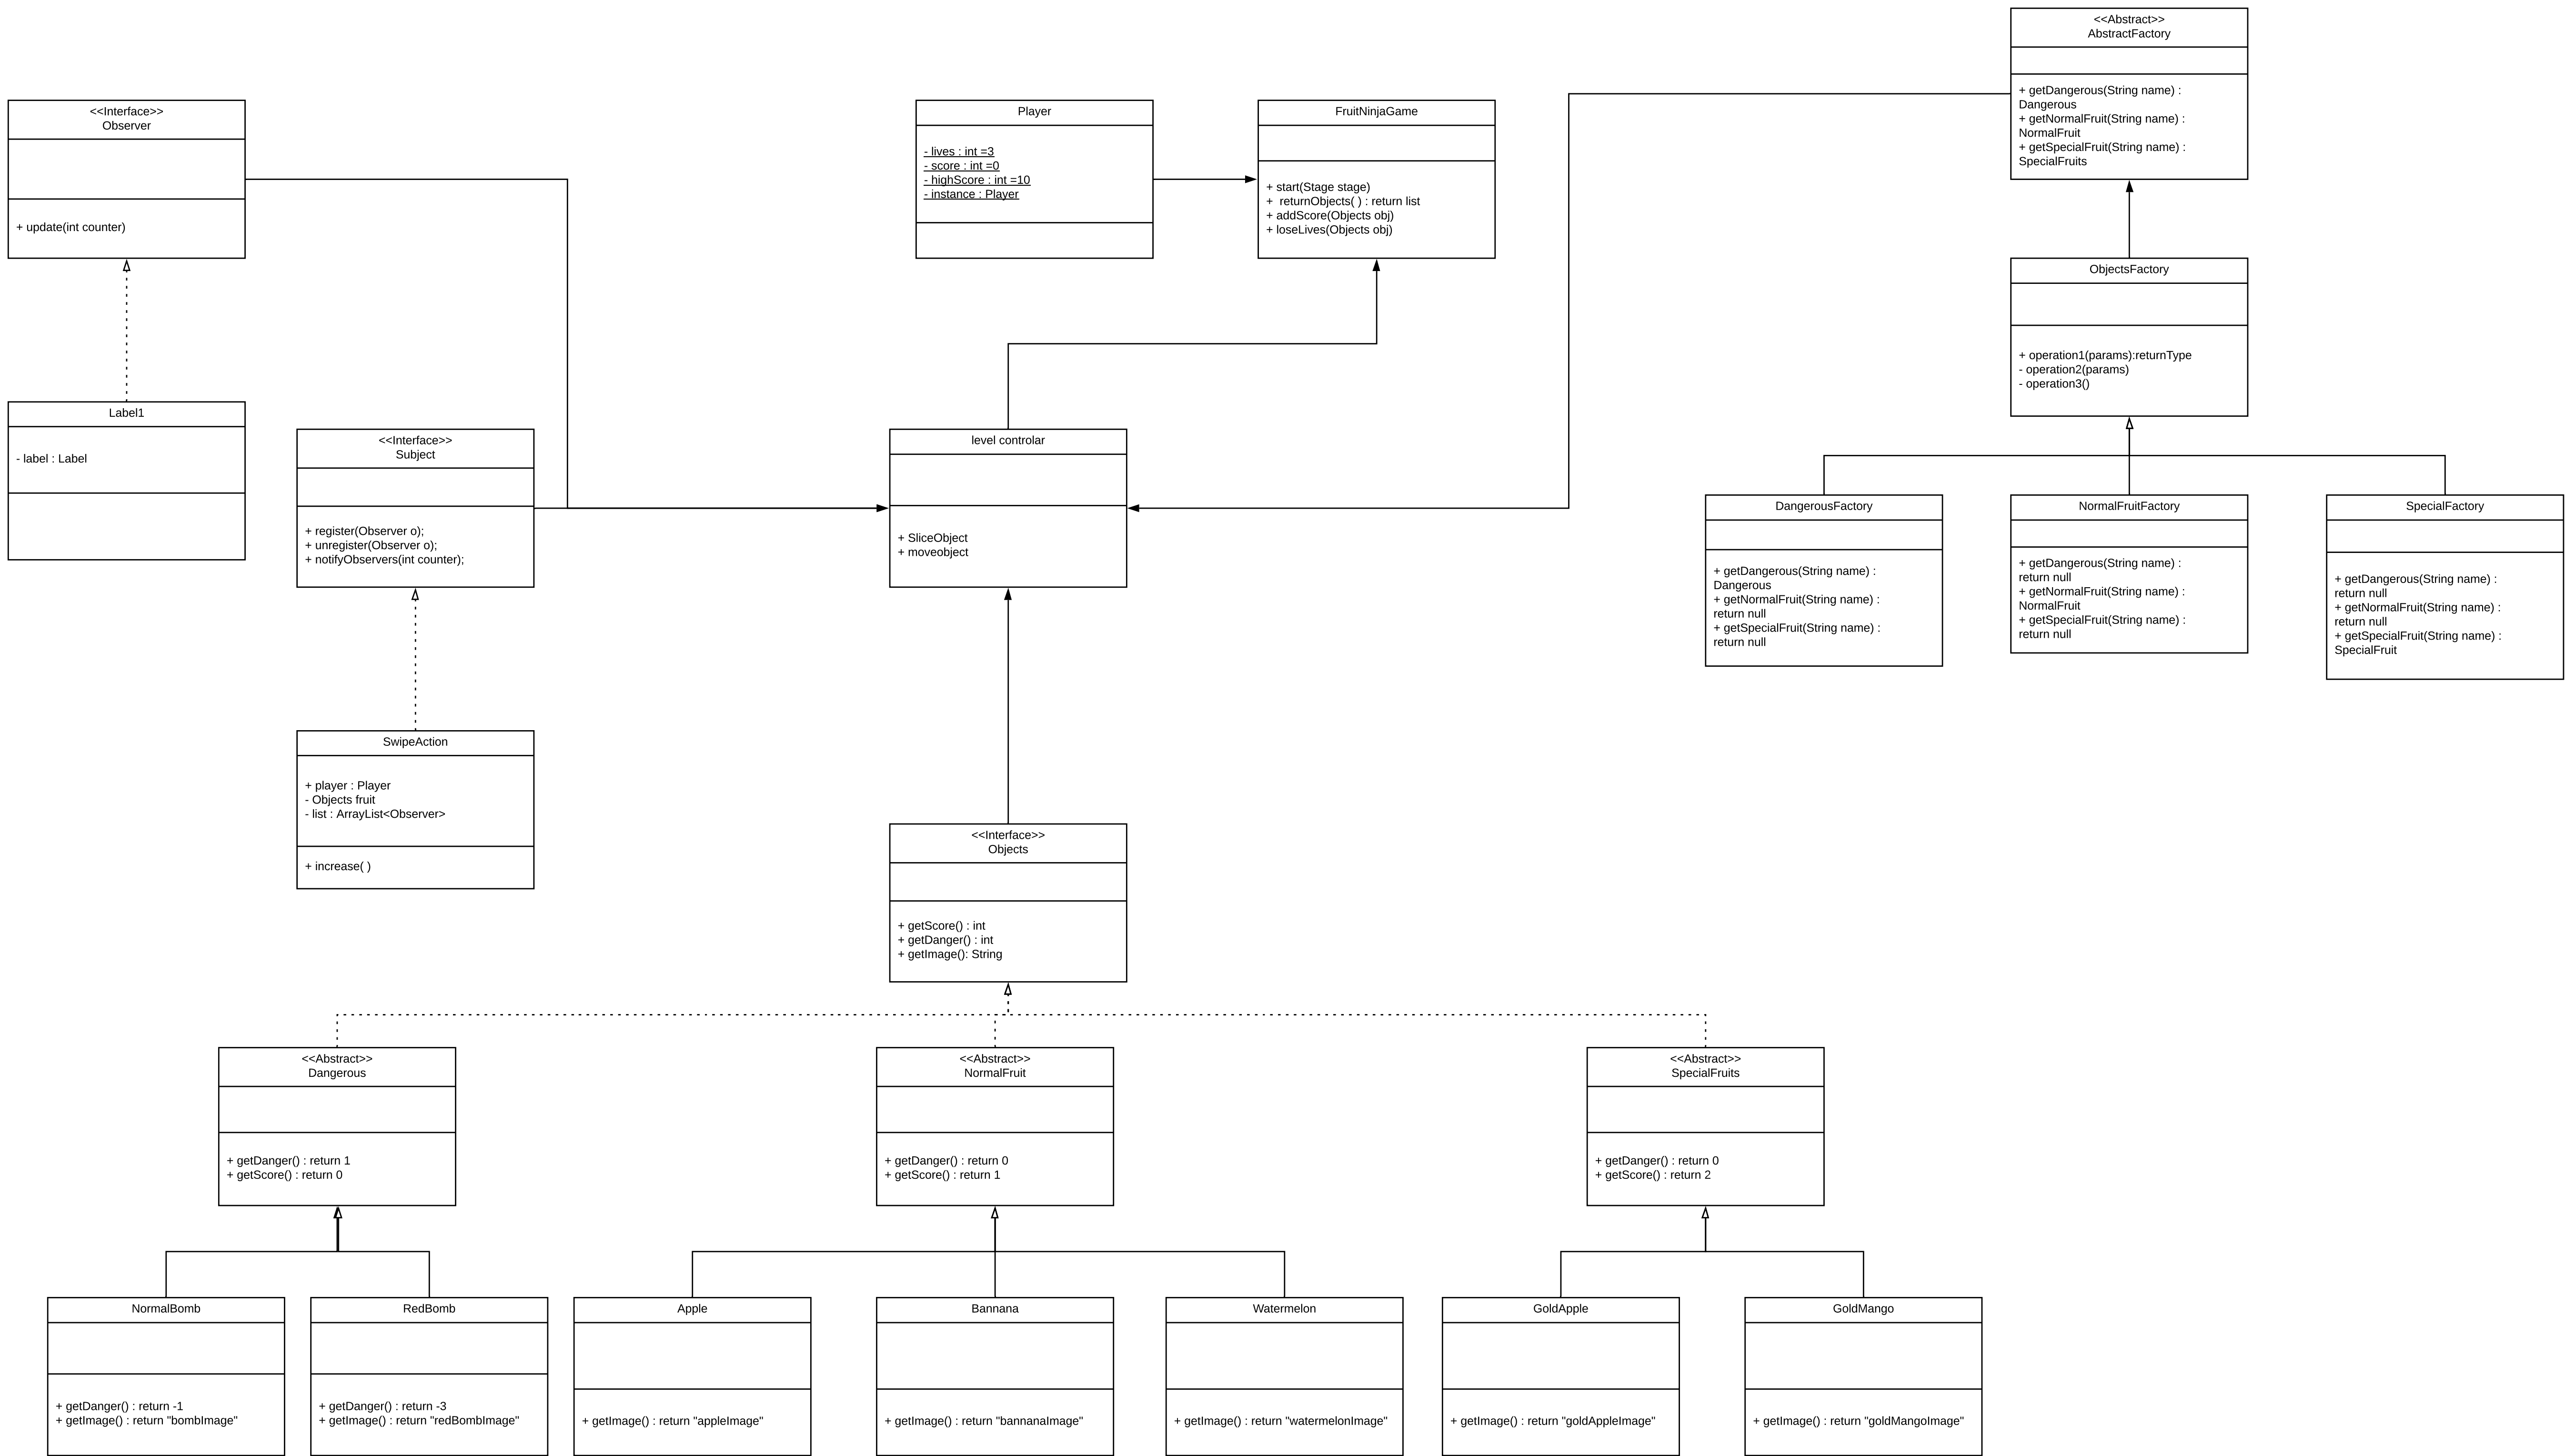 <<Abstract>>
AbstractFactory
+ getDangerous(String name) :
Dangerous
+ getNormalFruit(String name) :
NormalFruit
+ getSpecialFruit(String name) :
SpecialFruits
<<Interface>>
Observer
+ update(int counter)
Player
- lives : int =3
- score : int =0
- highScore : int =10
- instance : Player
FruitNinjaGame
+ start(Stage stage)
+  returnObjects( ) : return list
+ addScore(Objects obj)
+ loseLives(Objects obj)
ObjectsFactory
+ operation1(params):returnType
- operation2(params)
- operation3()
Label1
- label : Label
<<Interface>>
Subject
+ register(Observer o);
+ unregister(Observer o);
+ notifyObservers(int counter);
level controlar
+ SliceObject
+ moveobject
DangerousFactory
+ getDangerous(String name) :
Dangerous
+ getNormalFruit(String name) :
return null
+ getSpecialFruit(String name) :
return null
NormalFruitFactory
+ getDangerous(String name) :
return null
+ getNormalFruit(String name) :
NormalFruit
+ getSpecialFruit(String name) :
return null
SpecialFactory
+ getDangerous(String name) :
return null
+ getNormalFruit(String name) :
return null
+ getSpecialFruit(String name) :
SpecialFruit
SwipeAction
+ player : Player
- Objects fruit
- list : ArrayList<Observer>
+ increase( )
<<Interface>>
Objects
+ getScore() : int
+ getDanger() : int
+ getImage(): String
<<Abstract>>
Dangerous
+ getDanger() : return 1
+ getScore() : return 0
<<Abstract>>
NormalFruit
+ getDanger() : return 0
+ getScore() : return 1
<<Abstract>>
SpecialFruits
+ getDanger() : return 0
+ getScore() : return 2
NormalBomb
+ getDanger() : return -1
+ getImage() : return "bombImage"
RedBomb
+ getDanger() : return -3
+ getImage() : return "redBombImage"
Apple
+ getImage() : return "appleImage"
Bannana
+ getImage() : return "bannanaImage"
Watermelon
+ getImage() : return "watermelonImage"
GoldApple
+ getImage() : return "goldAppleImage"
GoldMango
+ getImage() : return "goldMangoImage"